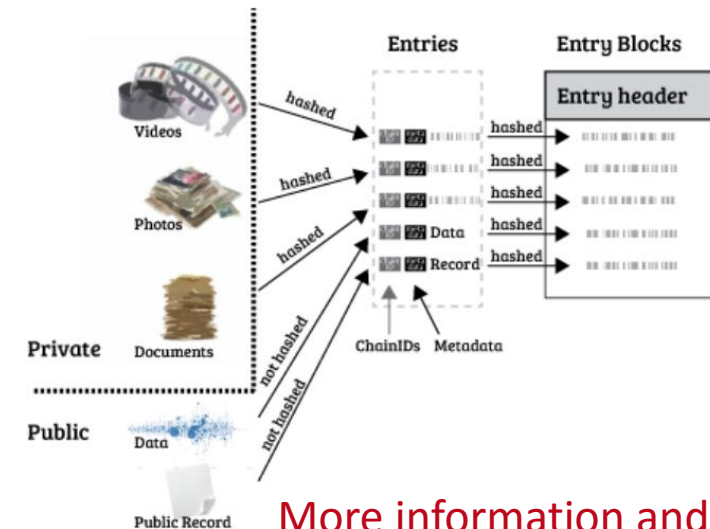 Entries
Entry Blocks
Entry header
Videos
hashed
hashed
Photos
hashed
hashed
hashed
hashed
Data
hashed
Record
hashed
ChainIDs
Metadata
Private
Documents
not hashed
not hashed
Public
Data
Public Record
More information and